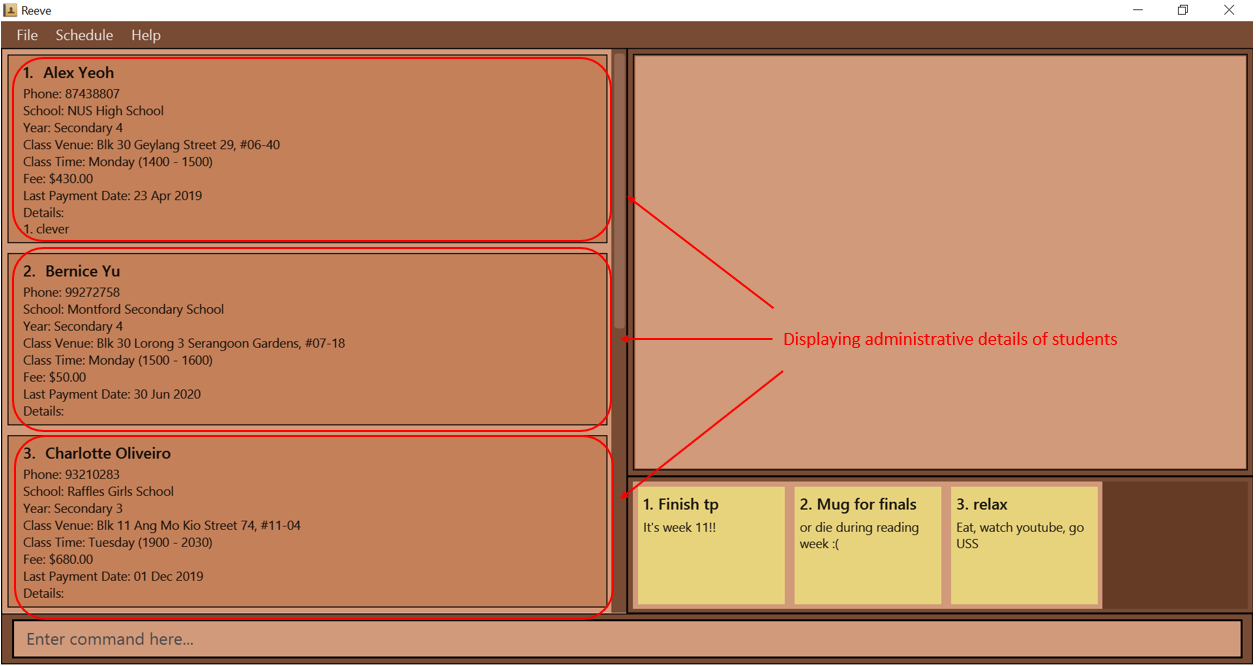 Reeve
File Schedule Help
1. Alex Yeoh
Phone: 87438807
School: NUS High School
Year: Secondary 4
Class Venue: Blk 30 Geylang Street 29, #06-40
Class Time: Monday (1400 - 1500)
Fee: $430.00
Last Payment Date: 23 Apr 2019
Details:
1. clever
2. Bernice Yu
Phone: 99272758
School: Montford Secondary School
Year: Secondary 4
Class Venue: Blk 30 Lorong 3 Serangoon Gardens, #07-18
Class Time: Monday (1500 - 1600)
Fee: $50.00
Last Payment Date: 30 Jun 2020
Details:
3. Charlotte Oliveiro
Phone: 93210283
School: Raffles Girls School
Year: Secondary 3
Class Venue: Blk 11 Ang Mo Kio Street 74, #11-04
Class Time: Tuesday (1900 - 2030)
Fee: $680.00
Last Payment Date: 01 Dec 2019
Details:
Displaying administrative details of students
1. Finish tp
It's week 11!!
2. Mug for finals
or die during reading
week :(
3. relax
Eat, watch youtube, go
USS
Enter command here...